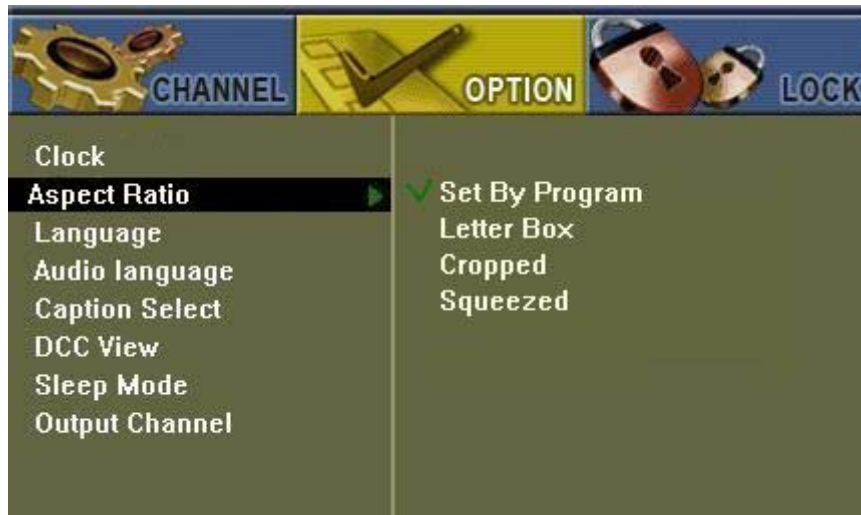 CHANNEL
OPTION
LOCK
Clock
Aspect Ratio
Language
Audio language
Caption Select
DCC View
Sleep Mode
Output Channel
Set By Program
Letter Box
Cropped
Squeezed